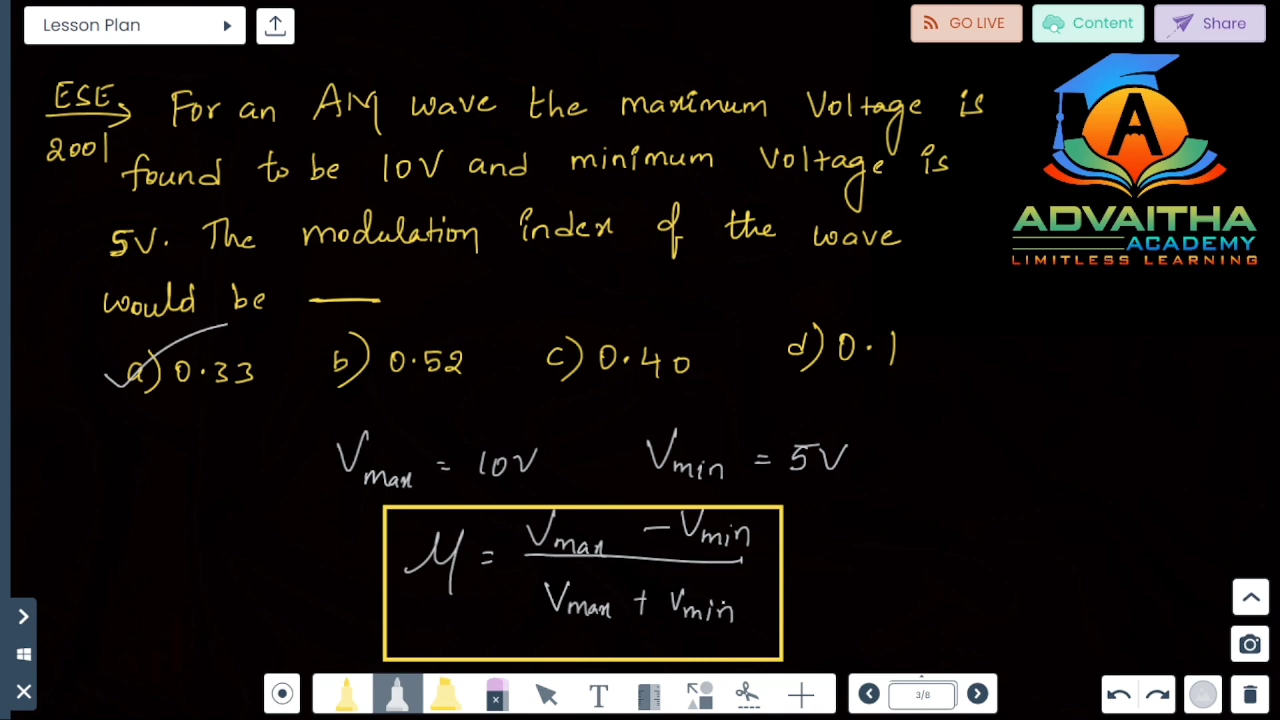 Lesson Plan
GO LIVE
Content
Share
ESE 2001
For an AM wave the maximum Voltage is
found to be 10V and minimum Voltage is
5V. The modulation index of the wave
would be ___
a) 0.33 b) 0.52 c) 0.40 d) 0.1
Vmax = 10V Vmin = 5V
μ = Vmax - Vmin
Vmax + Vmin
A
ADVAITHA
ACADEMY
LIMITLESS LEARNING
T
3/8